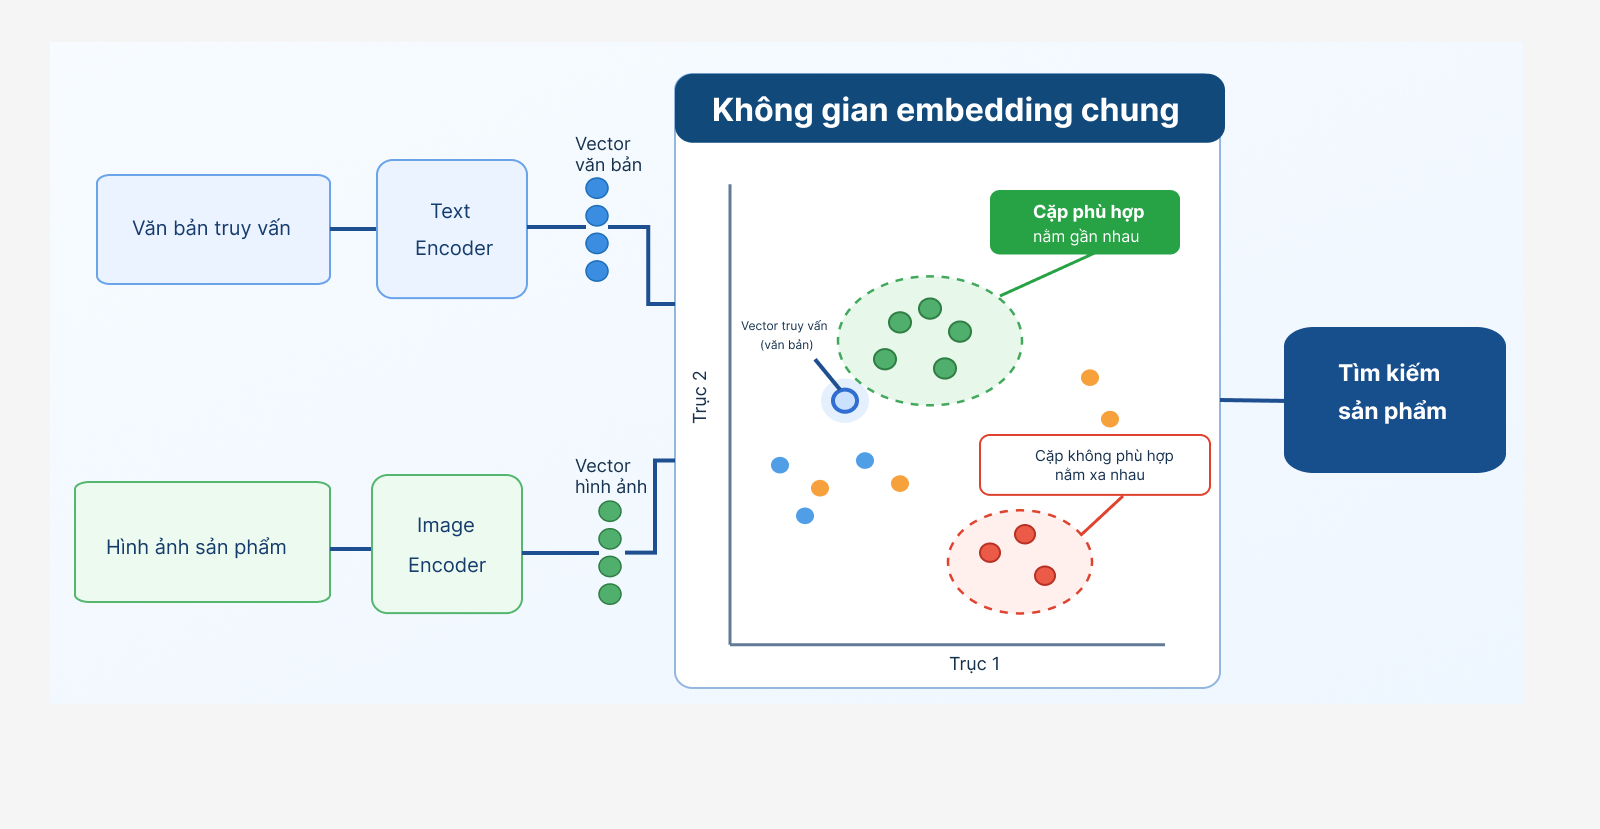 Không gian embedding chung
Vector
văn bản
Văn bản truy vấn
Text
Encoder
Cặp phù hợp
nằm gần nhau
Vector truy vấn
(văn bản)
Trục 2
Tìm kiếm
sản phẩm
Cặp không phù hợp
nằm xa nhau
Vector
hình ảnh
Hình ảnh sản phẩm
Image
Encoder
Trục 1